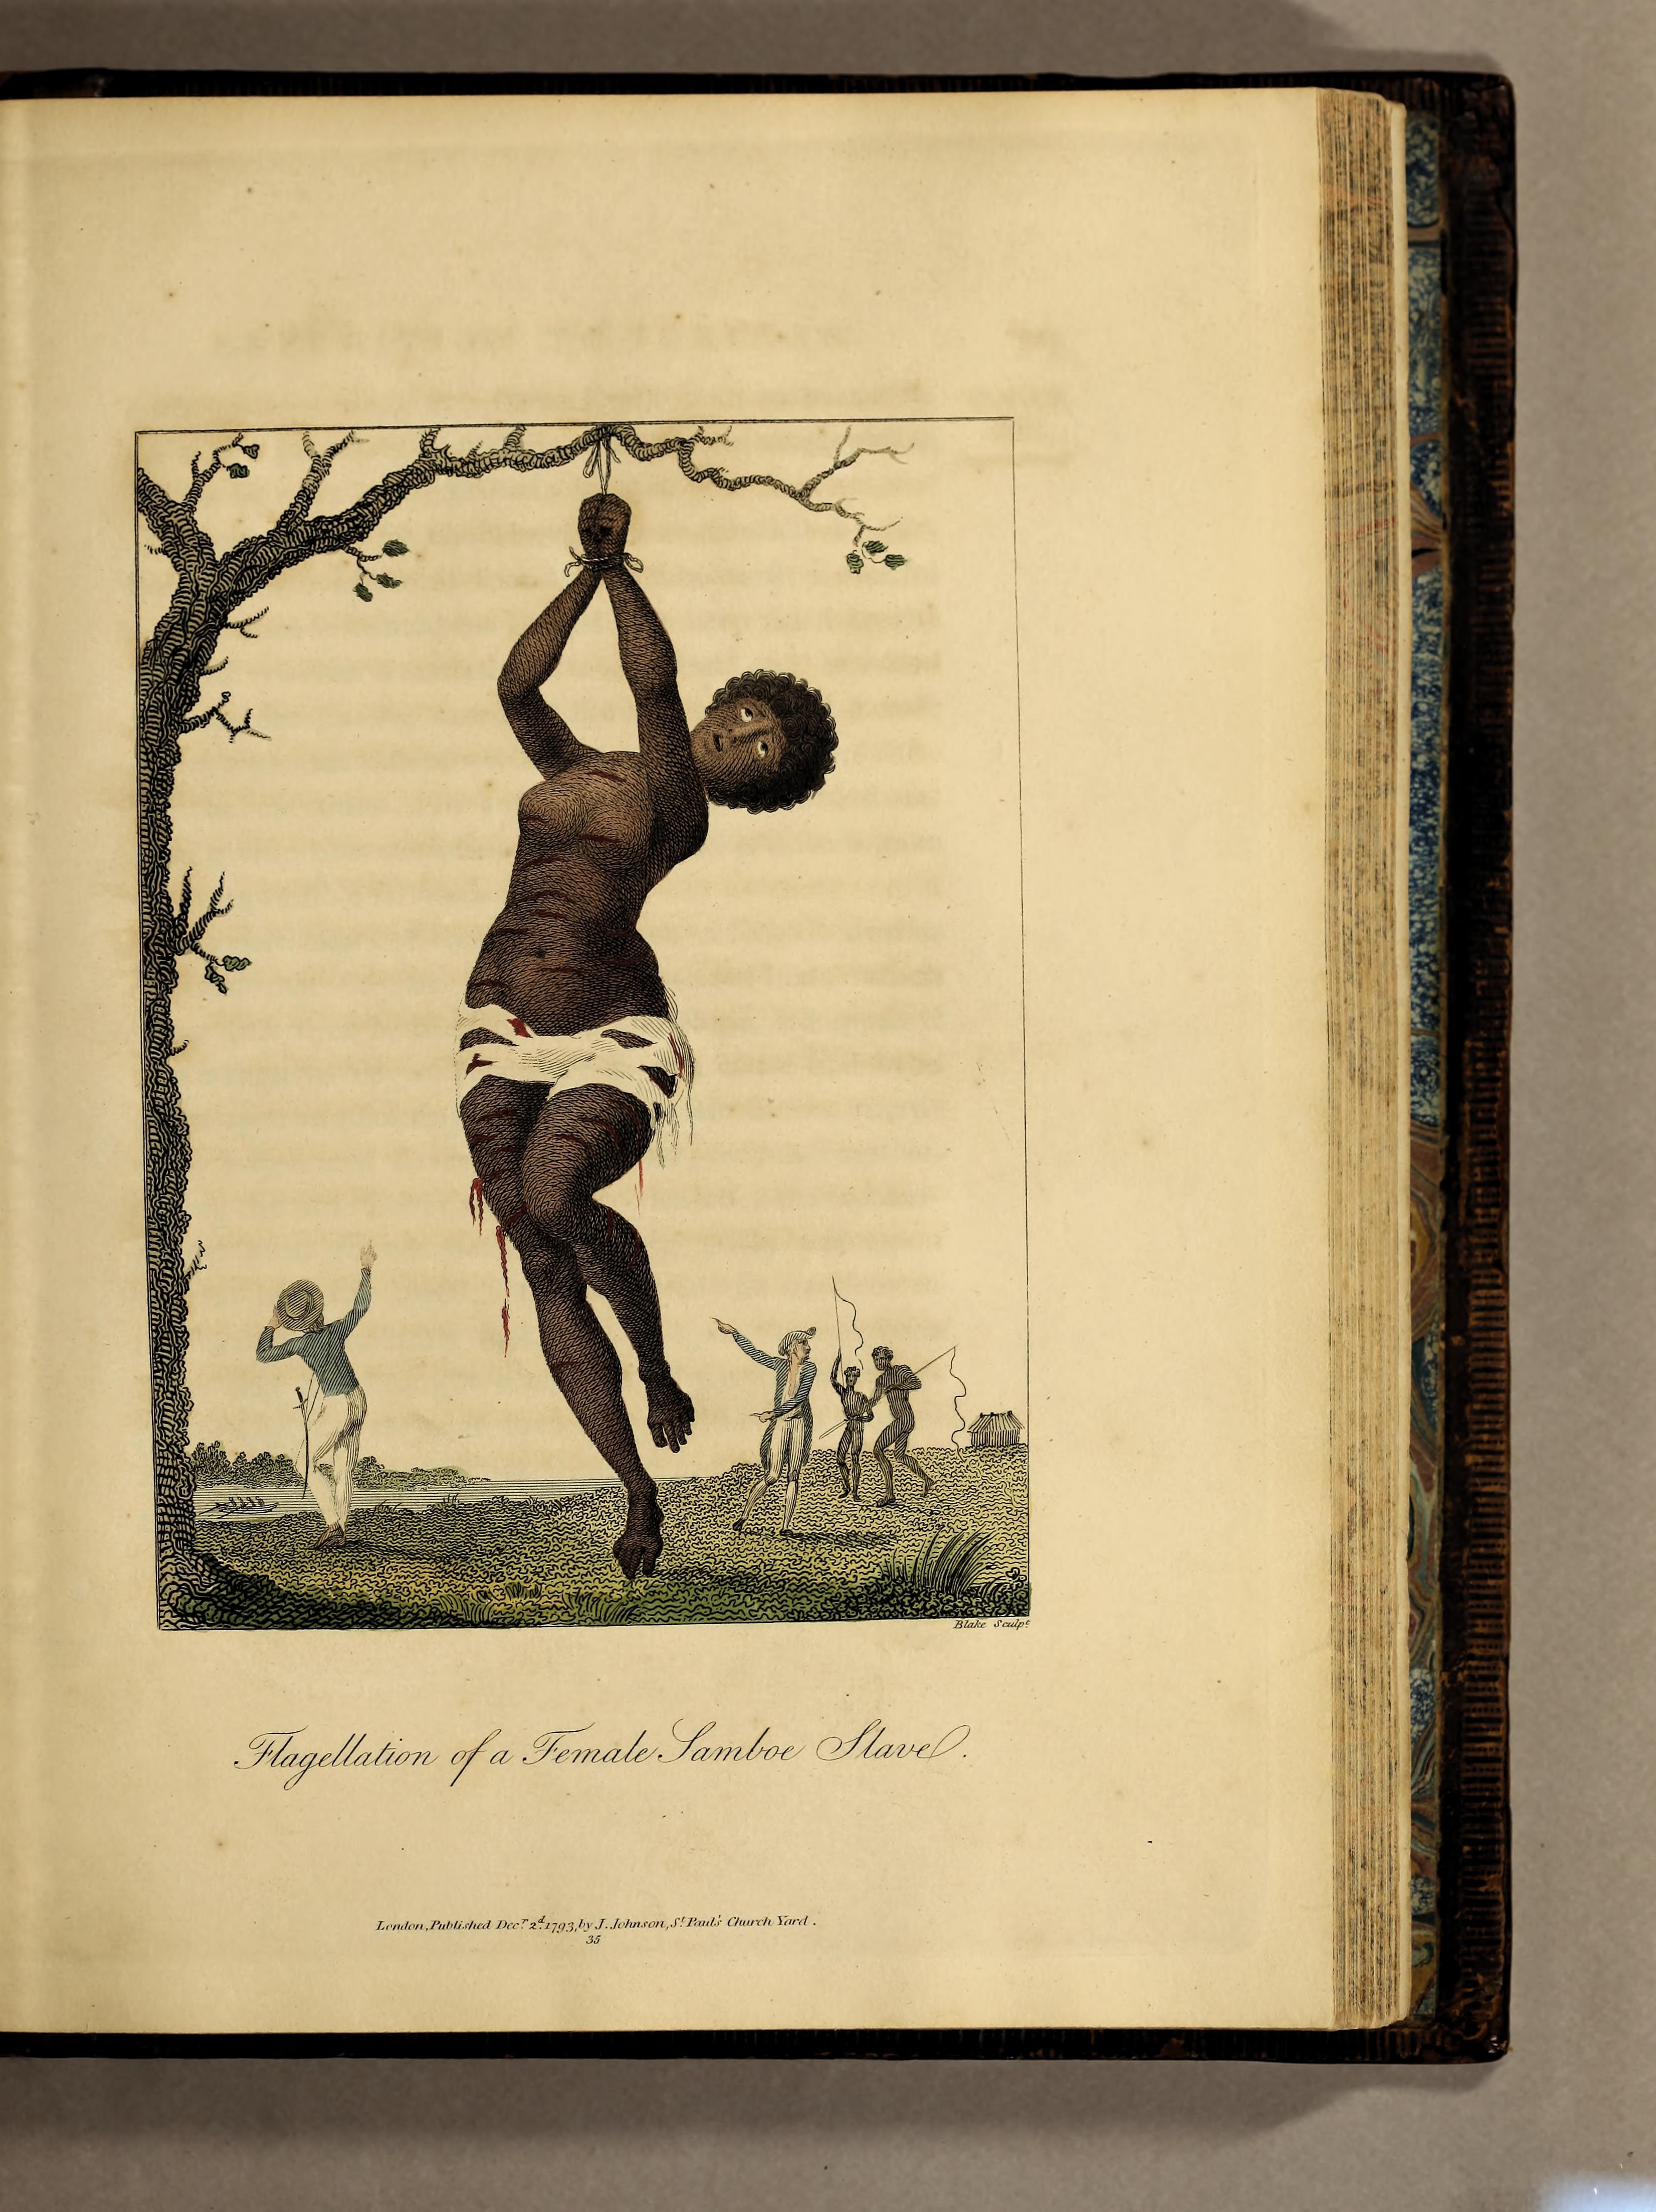 Blake Sculpt
Flagellation of a Female Samboe Slave.
London, Published Decr. 2d. 1793, by J. Johnson, St. Paul's Church Yard.
35